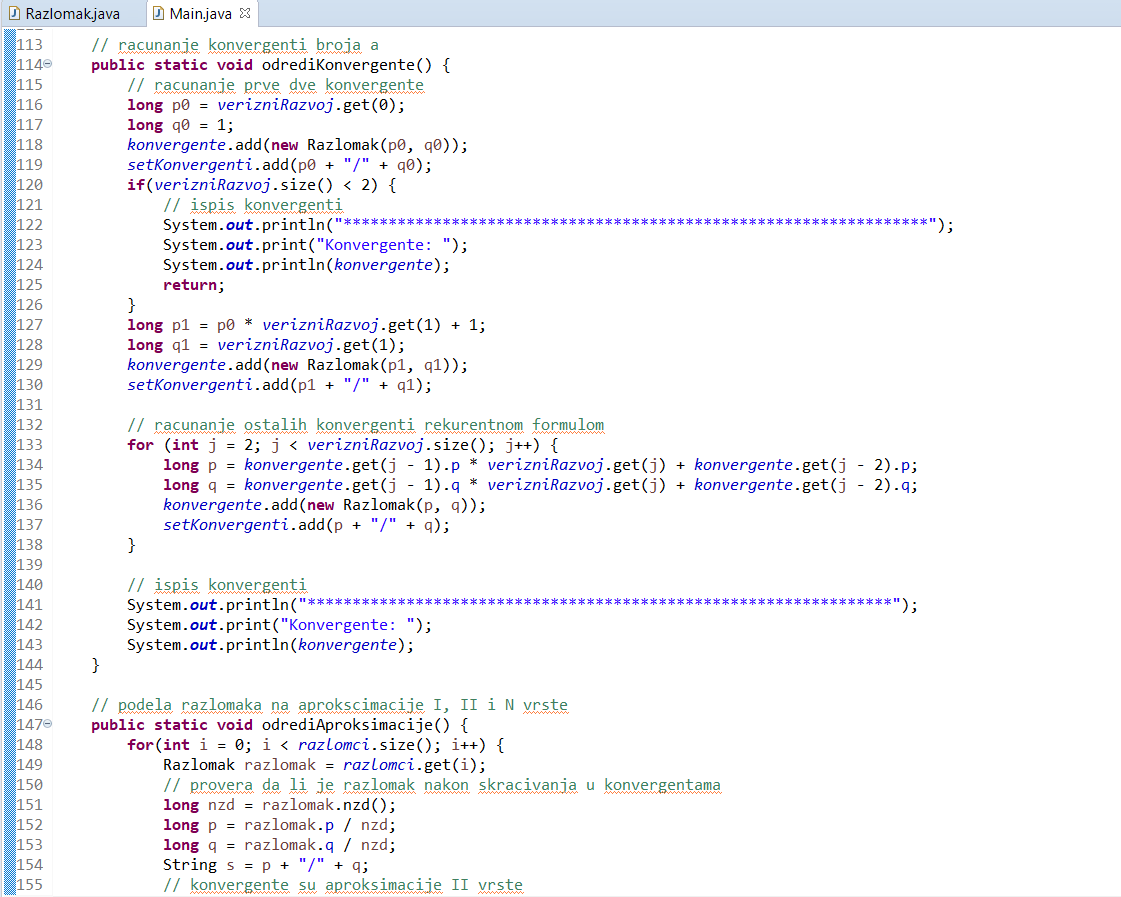 Razlomak.java Main.java
113 // racunanje konvergenti broja a
114 public static void odrediKonvergente() {
115 // racunanje prve dve konvergente
116 long p0 = verizniRazvoj.get(0);
117 long q0 = 1;
118 konvergente.add(new Razlomak(p0, q0));
119 setKonvergenti.add(p0 + "/" + q0);
120 if(verizniRazvoj.size() < 2) {
121 // ispis konvergenti
122 System.out.println("*****************************************************************");
123 System.out.print("Konvergente: ");
124 System.out.println(konvergente);
125 return;
126 }
127 long p1 = p0 * verizniRazvoj.get(1) + 1;
128 long q1 = verizniRazvoj.get(1);
129 konvergente.add(new Razlomak(p1, q1));
130 setKonvergenti.add(p1 + "/" + q1);
131
132 // racunanje ostalih konvergenti rekurentnom formulom
133 for (int j = 2; j < verizniRazvoj.size(); j++) {
134 long p = konvergente.get(j - 1).p * verizniRazvoj.get(j) + konvergente.get(j - 2).p;
135 long q = konvergente.get(j - 1).q * verizniRazvoj.get(j) + konvergente.get(j - 2).q;
136 konvergente.add(new Razlomak(p, q));
137 setKonvergenti.add(p + "/" + q);
138 }
139
140 // ispis konvergenti
141 System.out.println("*****************************************************************");
142 System.out.print("Konvergente: ");
143 System.out.println(konvergente);
144 }
145
146 // podela razlomaka na aprokscimacije I, II i N vrste
147 public static void odrediAproksimacije() {
148 for(int i = 0; i < razlomci.size(); i++) {
149 Razlomak razlomak = razlomci.get(i);
150 // provera da li je razlomak nakon skracivanja u konvergentama
151 long nzd = razlomak.nzd();
152 long p = razlomak.p / nzd;
153 long q = razlomak.q / nzd;
154 String s = p + "/" + q;
155 // konvergente su aproksimacije II vrste